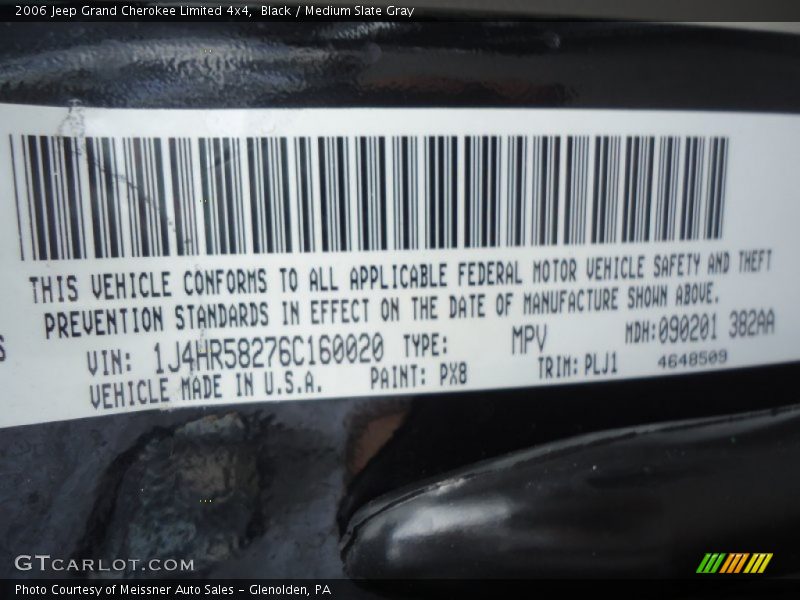 2006 Jeep Grand Cherokee Limited 4x4, Black / Medium Slate Gray
THIS VEHICLE CONFORMS TO ALL APPLICABLE FEDERAL MOTOR VEHICLE SAFETY AND THEFT
PREVENTION STANDARDS IN EFFECT ON THE DATE OF MANUFACTURE SHOWN ABOVE.
S
VIN: 1J4HR58276C160020 TYPE: MPV MDH:090201 382AA
VEHICLE MADE IN U.S.A. PAINT: PX8 TRIM: PLJ1 4648509
GTCARLOT.COM
Photo Courtesy of Meissner Auto Sales - Glenolden, PA